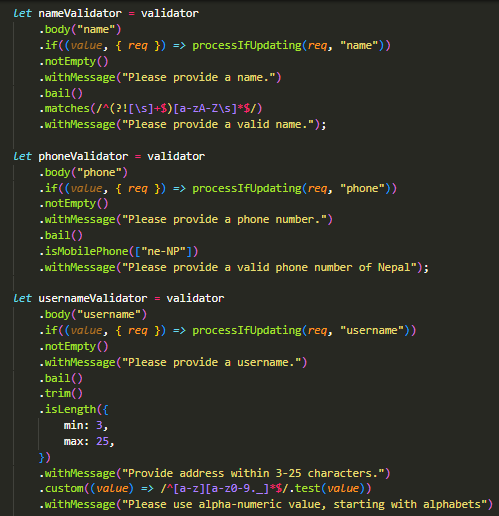 let nameValidator = validator
.body("name")
.if((value, { req }) => processIfUpdating(req, "name"))
.notEmpty()
.withMessage("Please provide a name.")
.bail()
.matches(/^(?![\s]+$)[a-zA-Z\s]*$/)
.withMessage("Please provide a valid name.");
let phoneValidator = validator
.body("phone")
.if((value, { req }) => processIfUpdating(req, "phone"))
.notEmpty()
.withMessage("Please provide a phone number.")
.bail()
.isMobilePhone(["ne-NP"])
.withMessage("Please provide a valid phone number of Nepal");
let usernameValidator = validator
.body("username")
.if((value, { req }) => processIfUpdating(req, "username"))
.notEmpty()
.withMessage("Please provide a username.")
.bail()
.trim()
.isLength({
min: 3,
max: 25,
})
.withMessage("Provide address within 3-25 characters.")
.custom((value) => /^[a-z][a-z0-9._]*$/.test(value))
.withMessage("Please use alpha-numeric value, starting with alphabets")